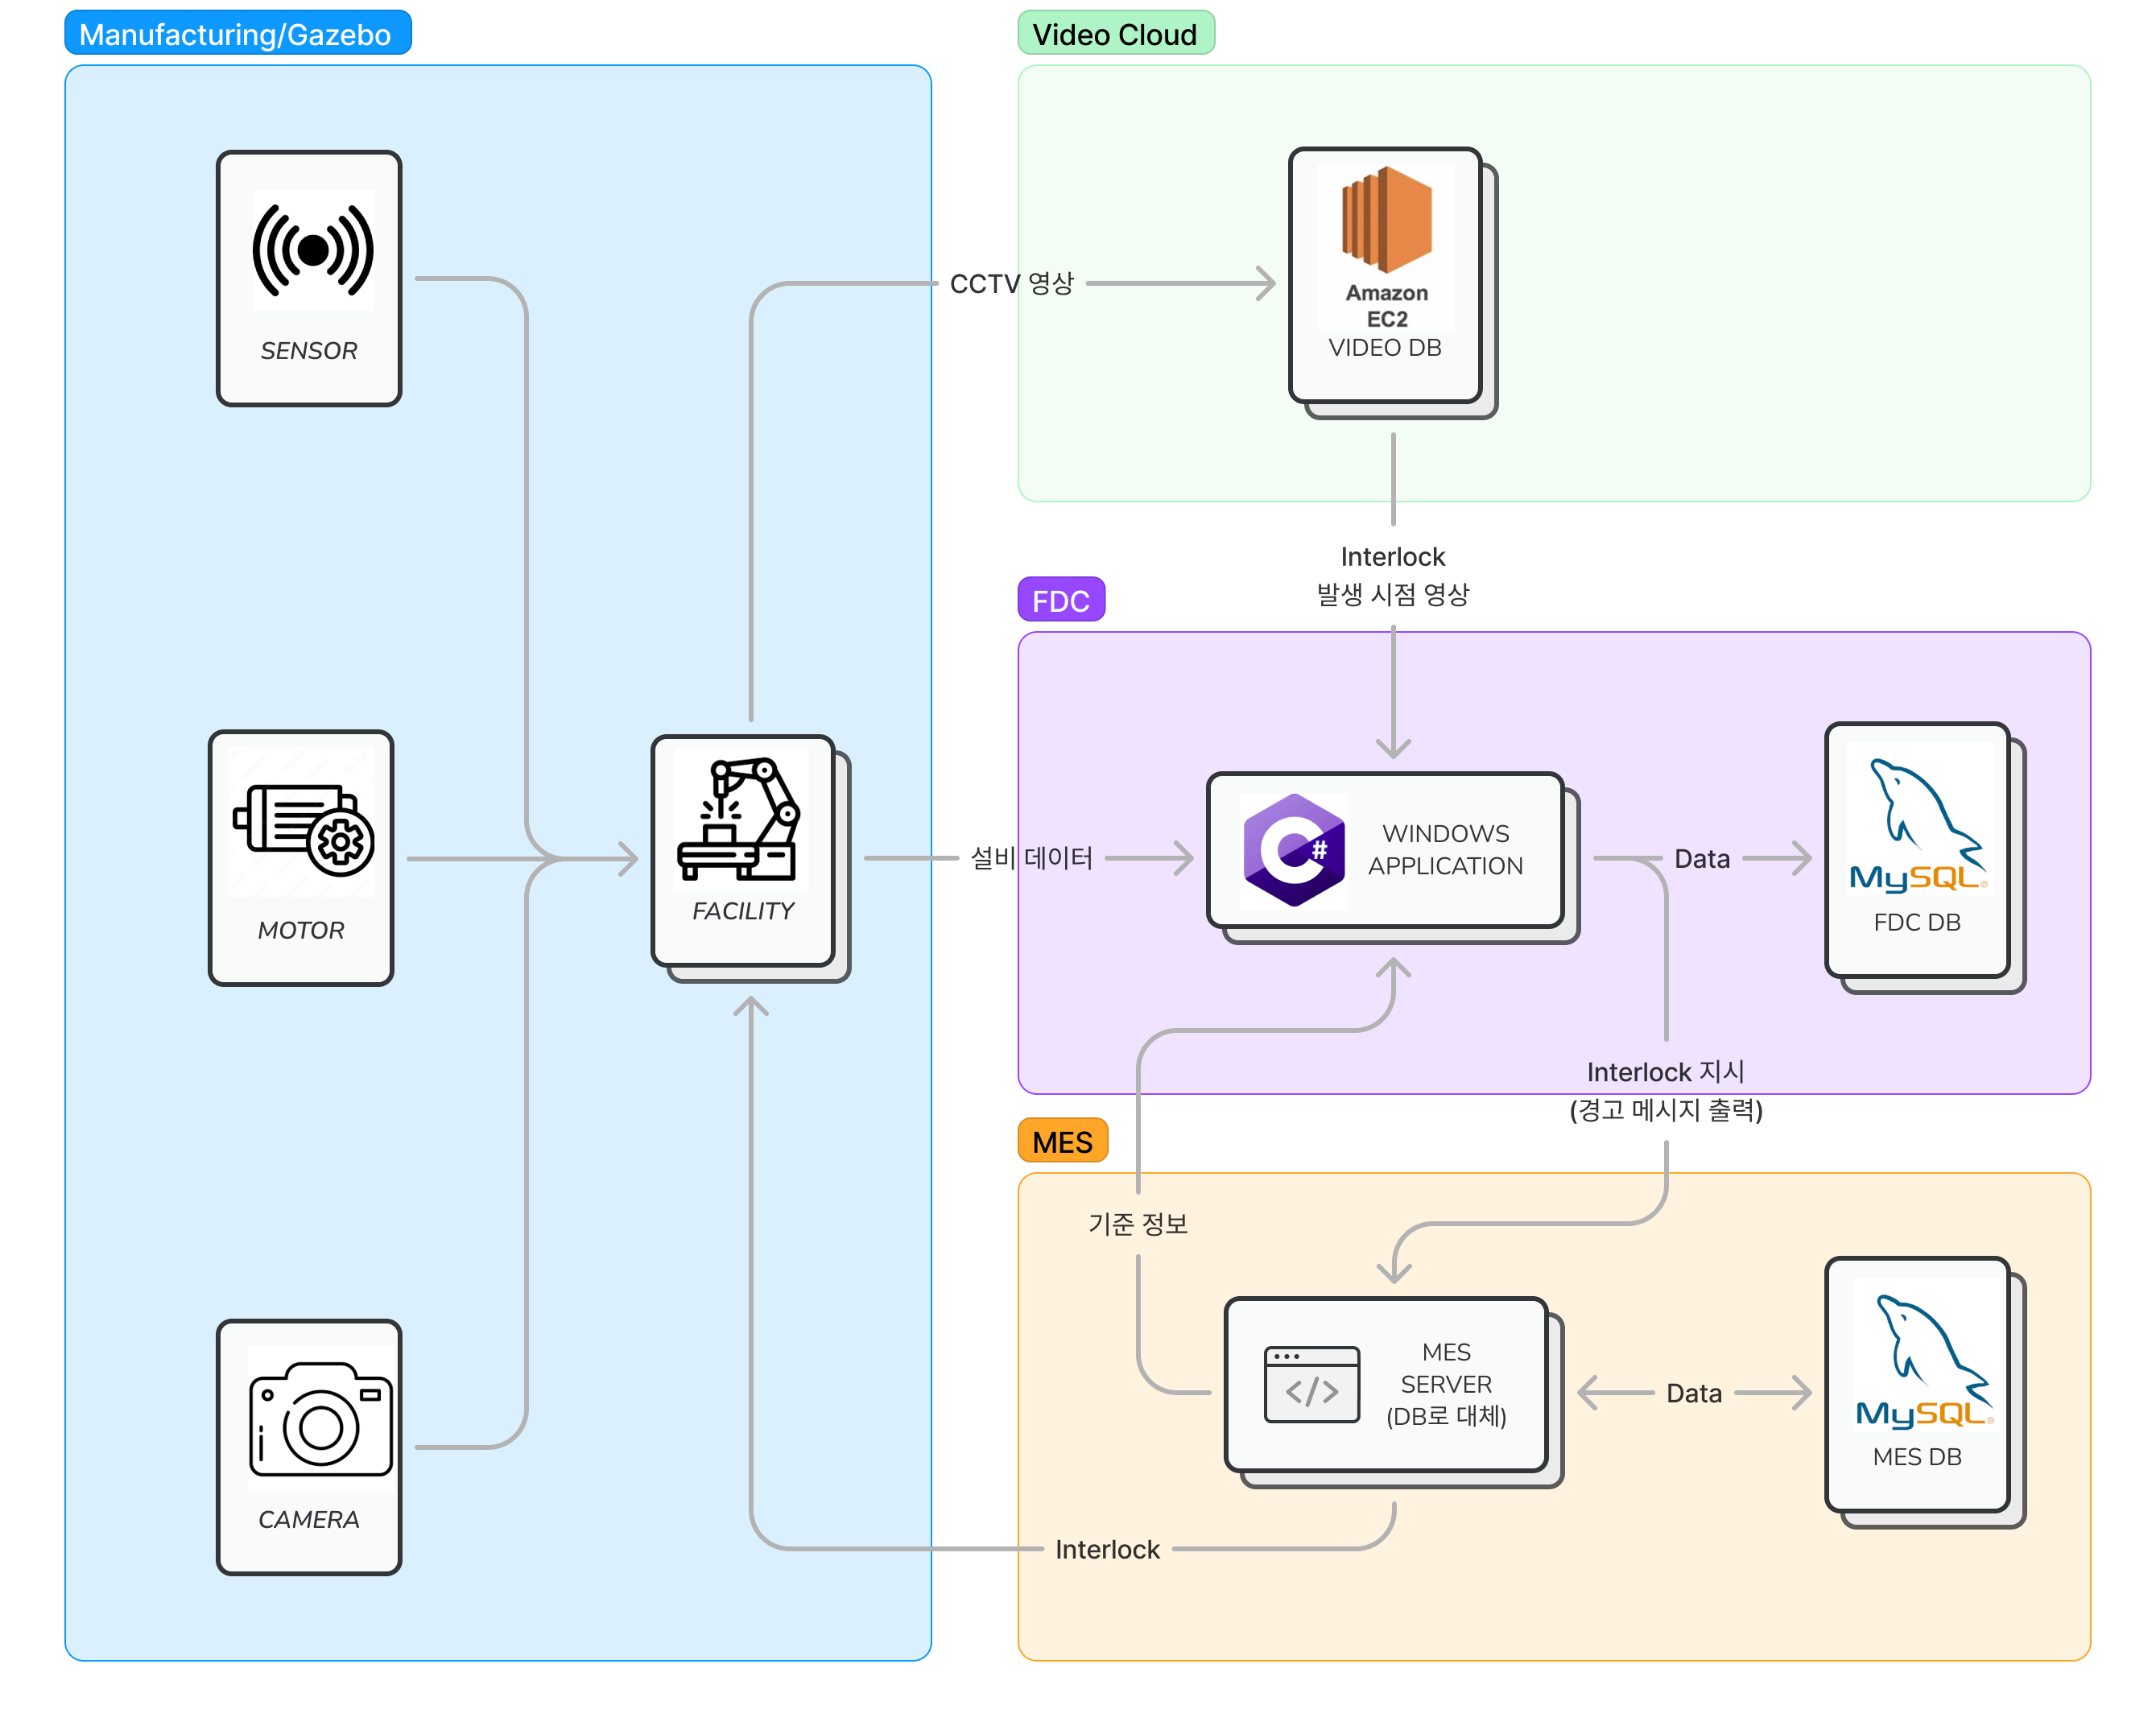 Manufacturing/Gazebo
Video Cloud
SENSOR
CCTV 영상
Amazon
EC2
VIDEO DB
Interlock
발생 시점 영상
FDC
MOTOR
FACILITY
설비 데이터
C#
WINDOWS
APPLICATION
Data
MySQL®
FDC DB
Interlock 지시
(경고 메시지 출력)
MES
기준 정보
CAMERA
</>
MES
SERVER
(DB로 대체)
Data
MySQL®
MES DB
Interlock